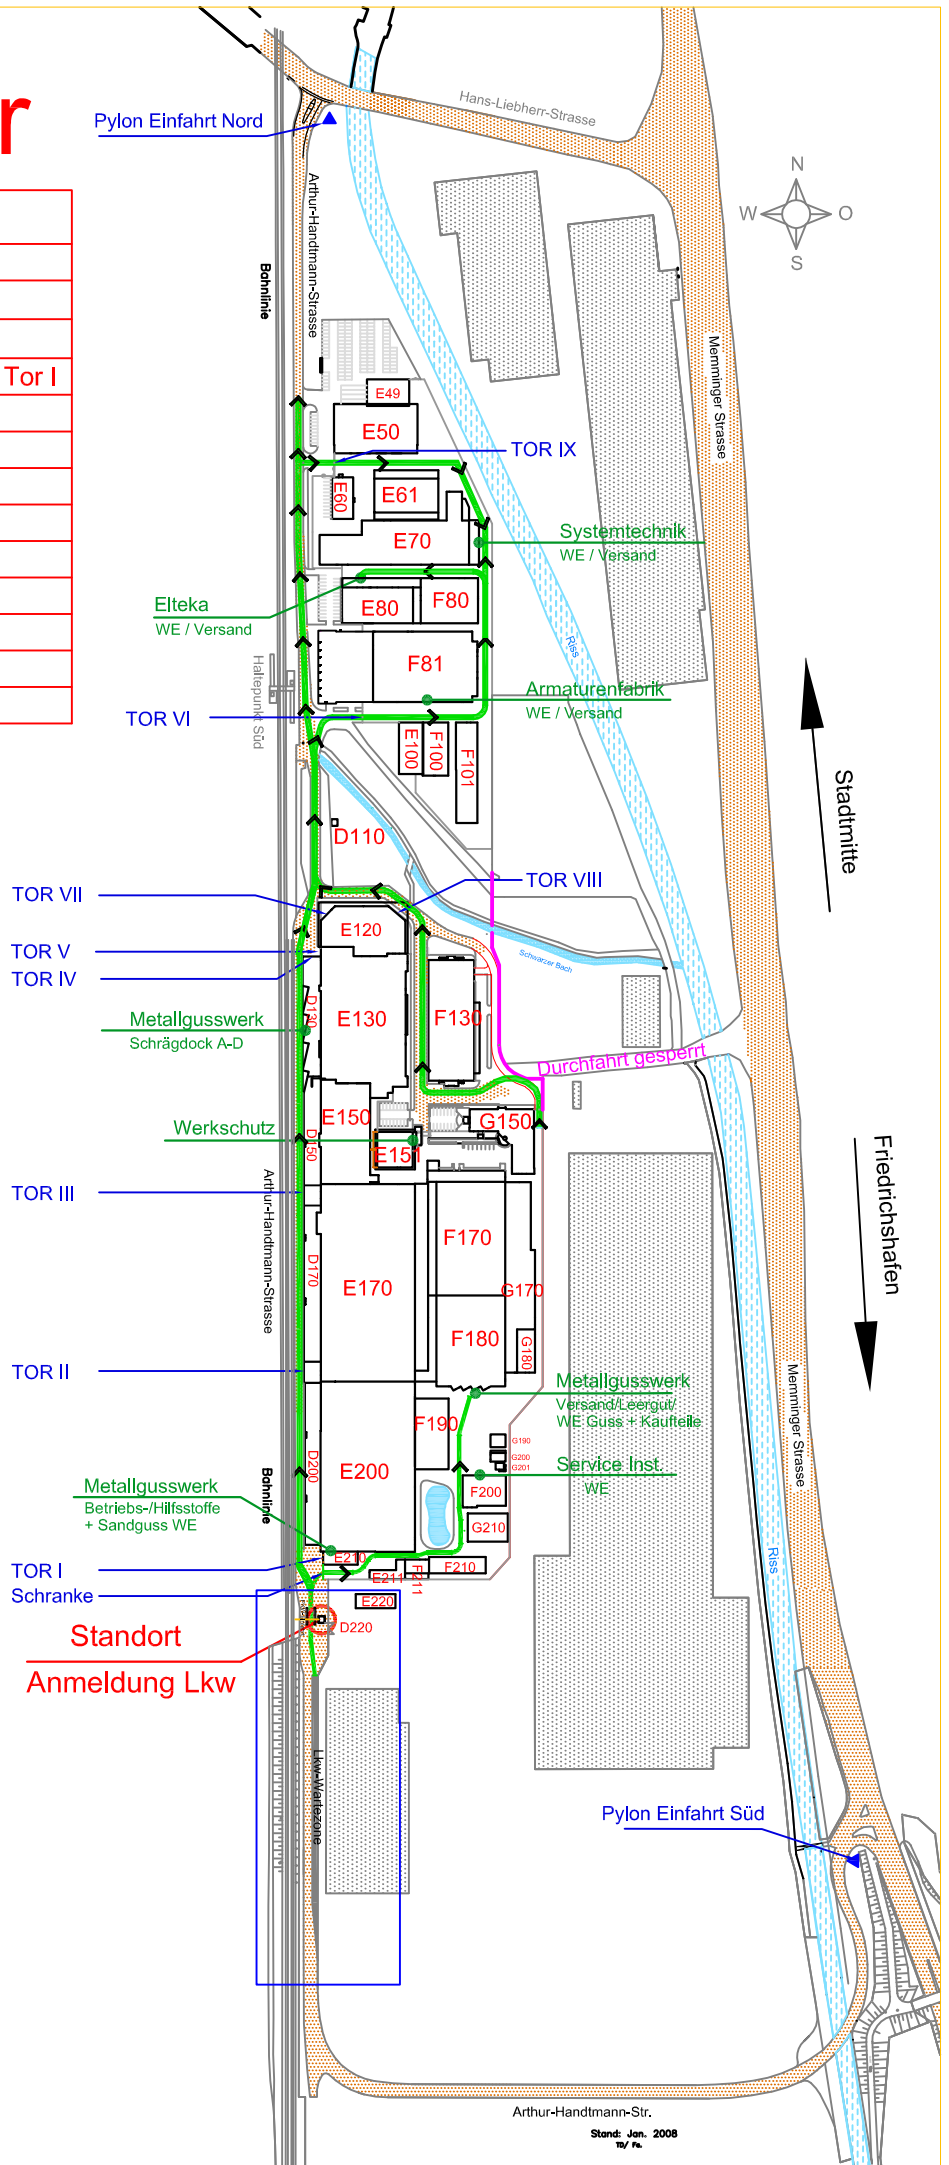 r
Pylon Einfahrt Nord
Hans-Liebherr-Strasse
N
W
O
S
Arthur-Handtmann-Strasse
Bahnlinie
Memminger Strasse
Tor I
E49
E50
TOR IX
E60
E61
E70
Systemtechnik
WE / Versand
Elteka
WE / Versand
E80
F80
Riss
F81
Haltepunkt Süd
Armaturenfabrik
WE / Versand
TOR VI
E100
F100
F101
Stadtmitte
D110
TOR VII
TOR VIII
E120
TOR V
TOR IV
Schwarzer Bach
D130
E130
F130
Metallgusswerk
Schrägdock A-D
Durchfahrt gesperrt
E150
G150
Werkschutz
D150
E151
Friedrichshafen
TOR III
Arthur-Handtmann-Strasse
F170
D170
E170
G170
F180
G180
TOR II
Metallgusswerk
Versand/Leergut/
WE Guss + Kaufteile
Memminger Strasse
F190
G190
G200
G201
D200
E200
Service Inst.
WE
Bahnlinie
Metallgusswerk
Betriebs-/Hilfsstoffe
+ Sandguss WE
F200
G210
Riss
E210
TOR I
E211
F211
F210
Schranke
E220
D220
Standort
Anmeldung Lkw
Lkw-Wartezone
Pylon Einfahrt Süd
Arthur-Handtmann-Str.
Stand: Jan. 2008
TD/ Fe.